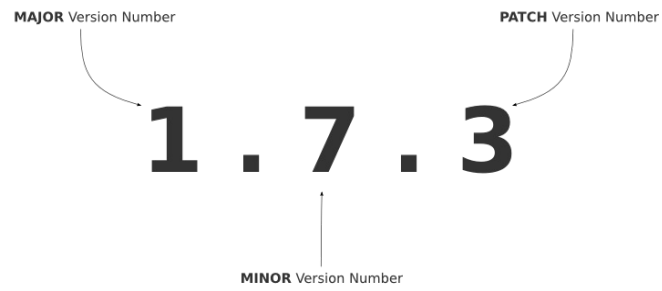 MAJOR Version Number
PATCH Version Number
1 . 7 . 3
MINOR Version Number